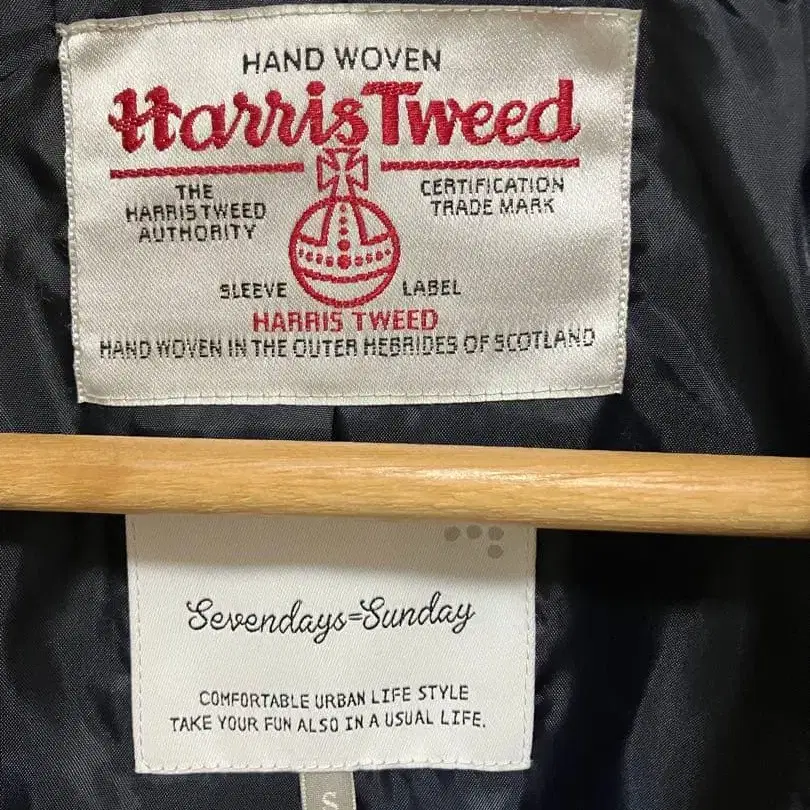 HAND WOVEN
Harris Tweed
THE
HARRIS TWEED
AUTHORITY
CERTIFICATION
TRADE MARK
SLEEVE LABEL
HARRIS TWEED
HAND WOVEN IN THE OUTER HEBRIDES OF SCOTLAND
Sevendays=Sunday
COMFORTABLE URBAN LIFE STYLE
TAKE YOUR FUN ALSO IN A USUAL LIFE.
S